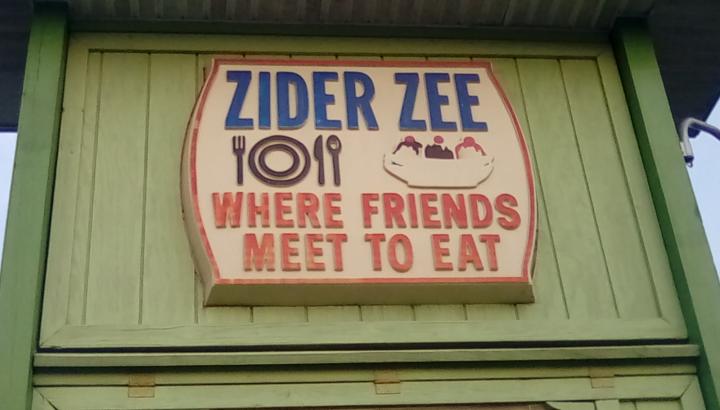 ZIDER ZEE
WHERE FRIENDS
MEET TO EAT